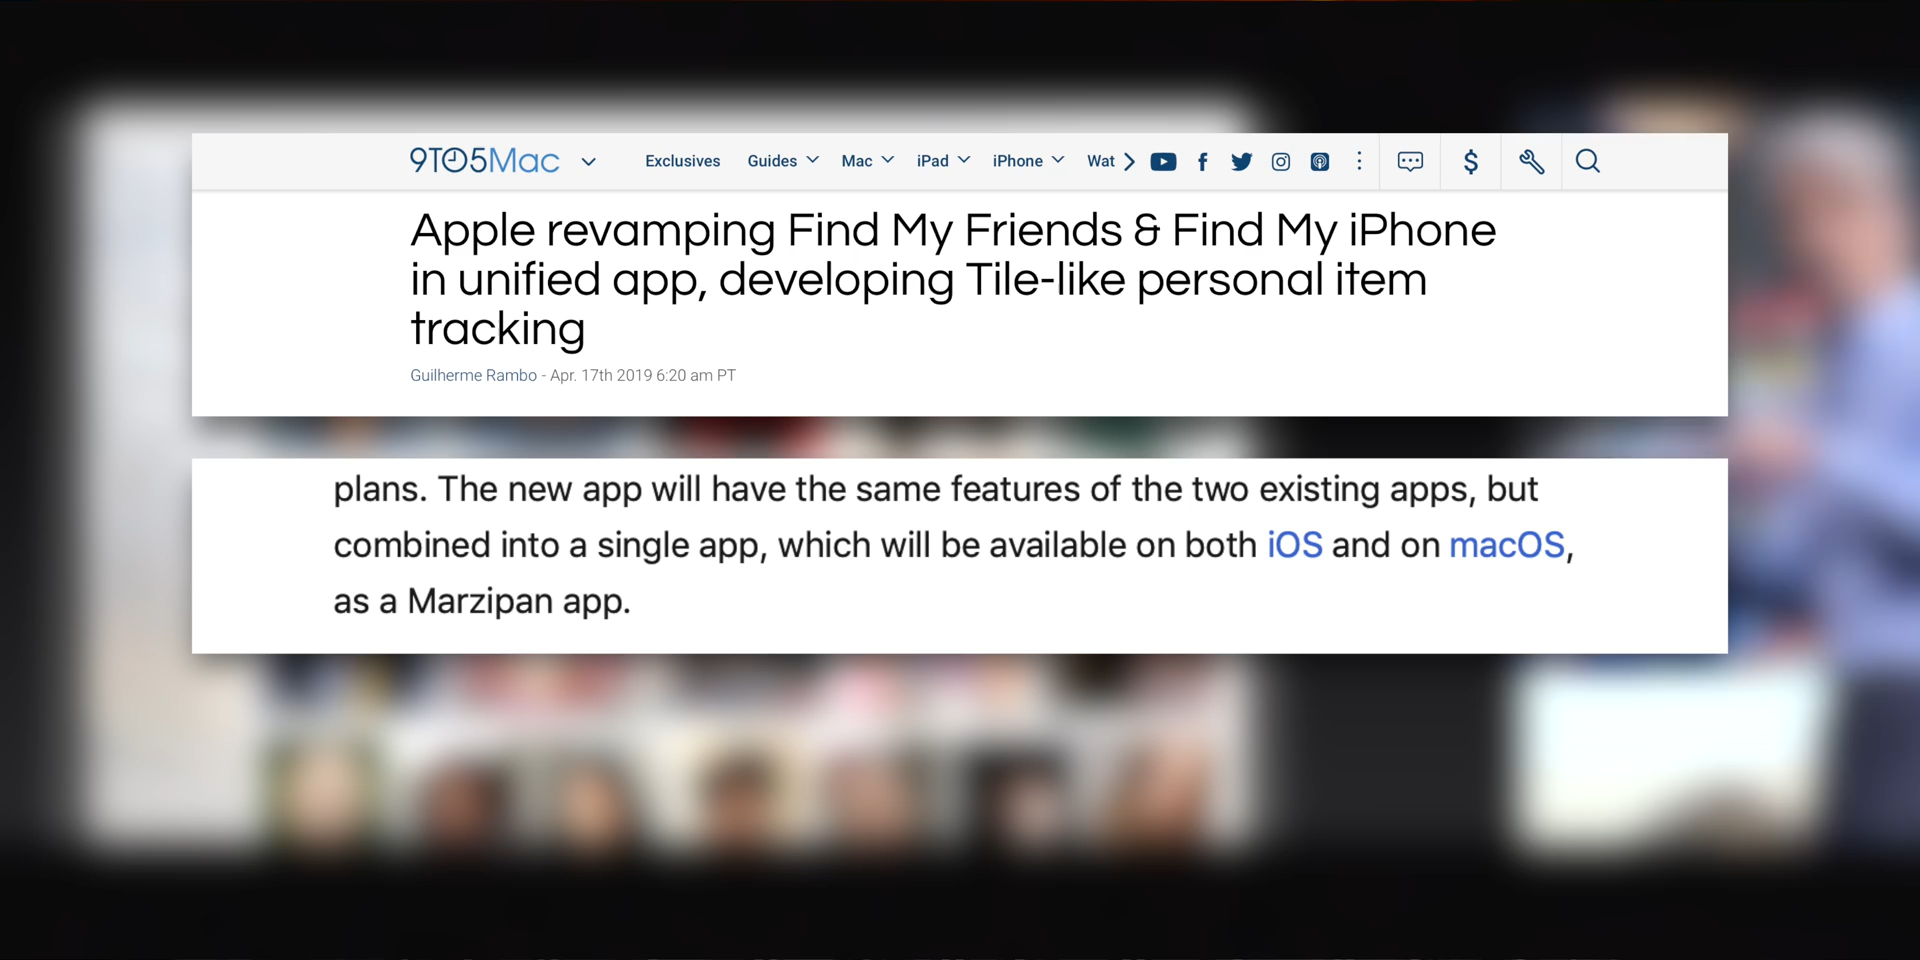 9TO5Mac
Exclusives Guides Mac iPad iPhone Wat
Apple revamping Find My Friends & Find My iPhone
in unified app, developing Tile-like personal item
tracking
Guilherme Rambo - Apr. 17th 2019 6:20 am PT
plans. The new app will have the same features of the two existing apps, but
combined into a single app, which will be available on both iOS and on macOS,
as a Marzipan app.